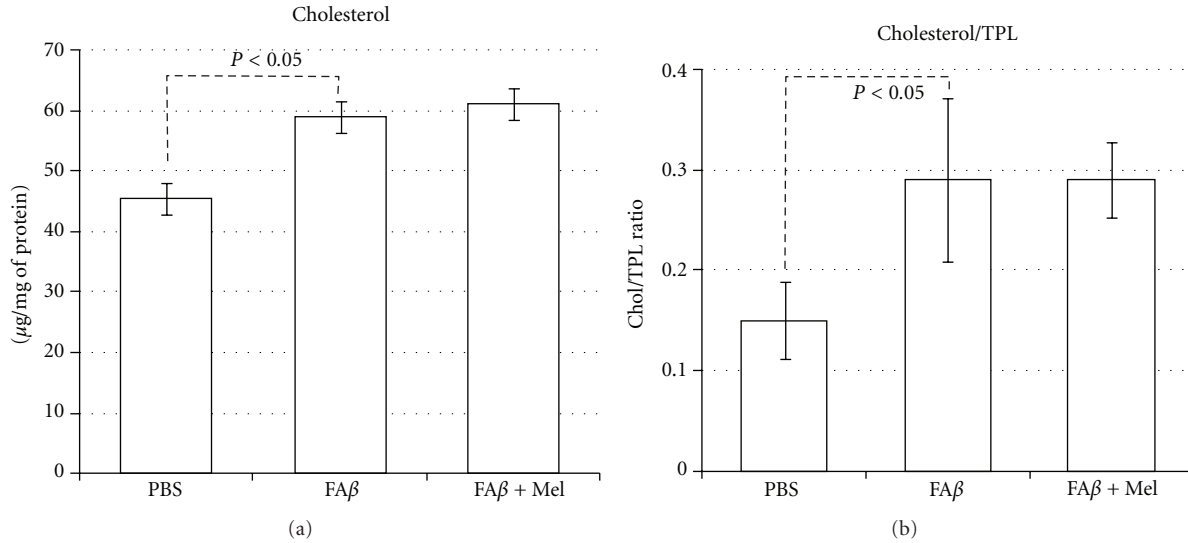 Cholesterol
70
60
50
40
30
20
10
0
(μg/mg of protein)
P < 0.05
PBS
FAβ
FAβ + Mel
(a)
Cholesterol/TPL
0.4
0.3
0.2
0.1
0
Chol/TPL ratio
P < 0.05
PBS
FAβ
FAβ + Mel
(b)